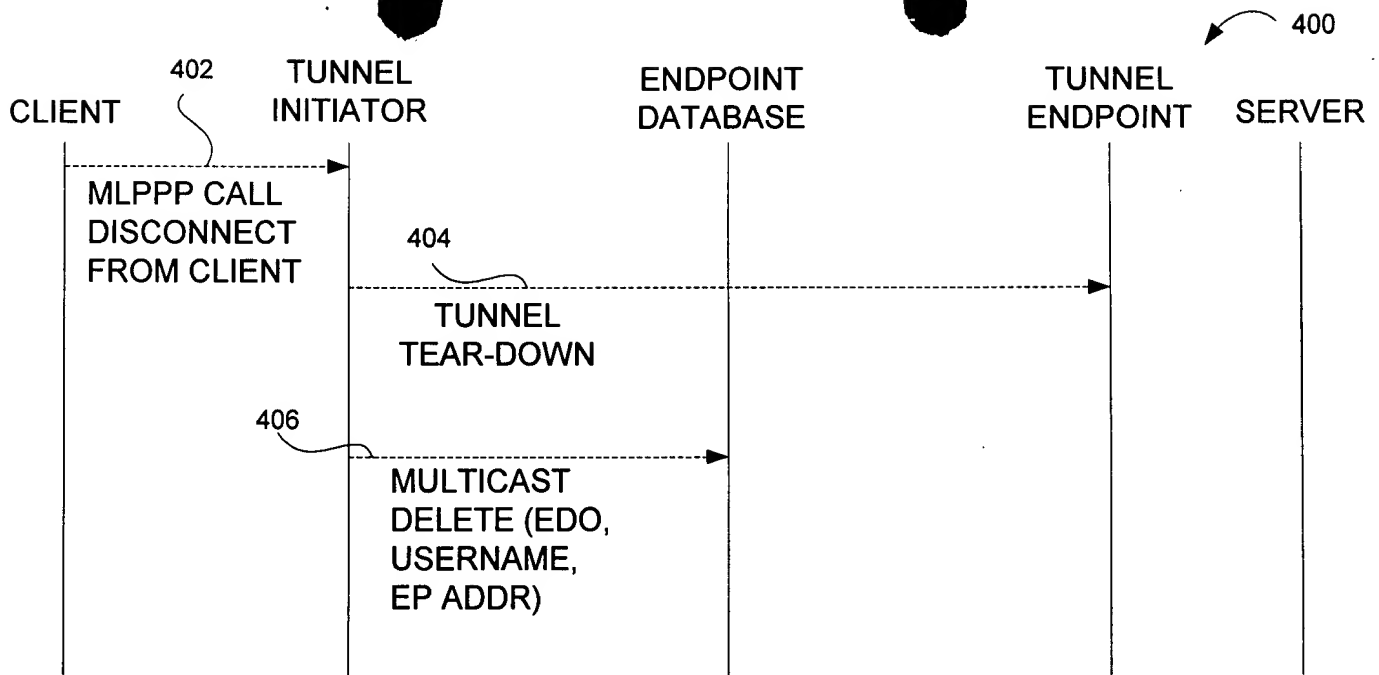 400
402
CLIENT
TUNNEL
INITIATOR
ENDPOINT
DATABASE
TUNNEL
ENDPOINT
SERVER
MLPPP CALL
DISCONNECT
FROM CLIENT
404
TUNNEL
TEAR-DOWN
406
MULTICAST
DELETE (EDO,
USERNAME,
EP ADDR)